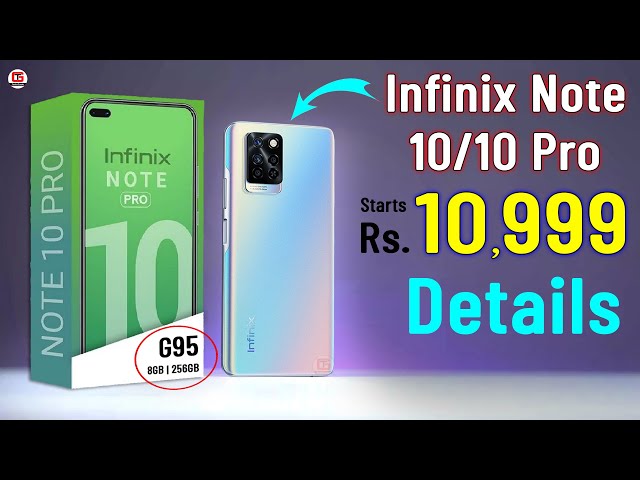 Infinix Note
10/10 Pro
Starts
Rs. 10,999
Details
NOTE 10 PRO
Infinix
NOTE
PRO
10
G95
8GB | 256GB
Infinix